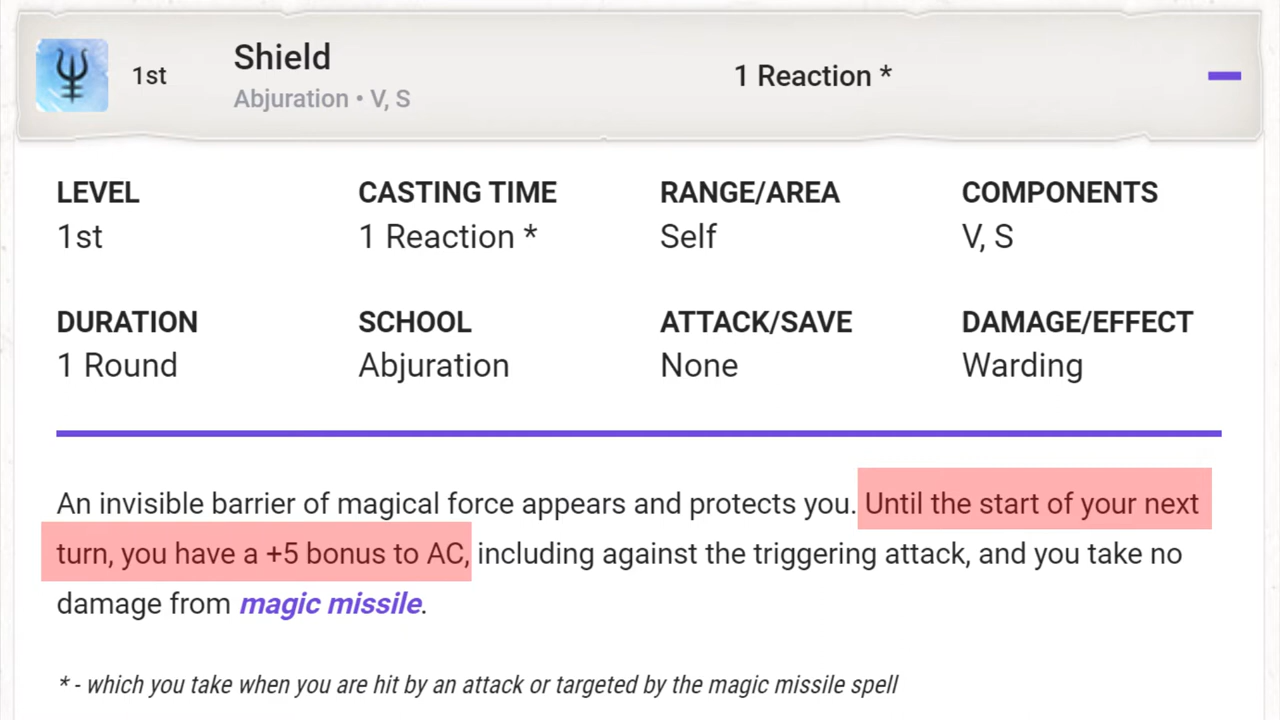 1st
Shield
Abjuration • V, S
1 Reaction *
LEVEL
1st
CASTING TIME
1 Reaction *
RANGE/AREA
Self
COMPONENTS
V, S
DURATION
1 Round
SCHOOL
Abjuration
ATTACK/SAVE
None
DAMAGE/EFFECT
Warding
An invisible barrier of magical force appears and protects you. Until the start of your next
turn, you have a +5 bonus to AC, including against the triggering attack, and you take no
damage from magic missile.
* - which you take when you are hit by an attack or targeted by the magic missile spell